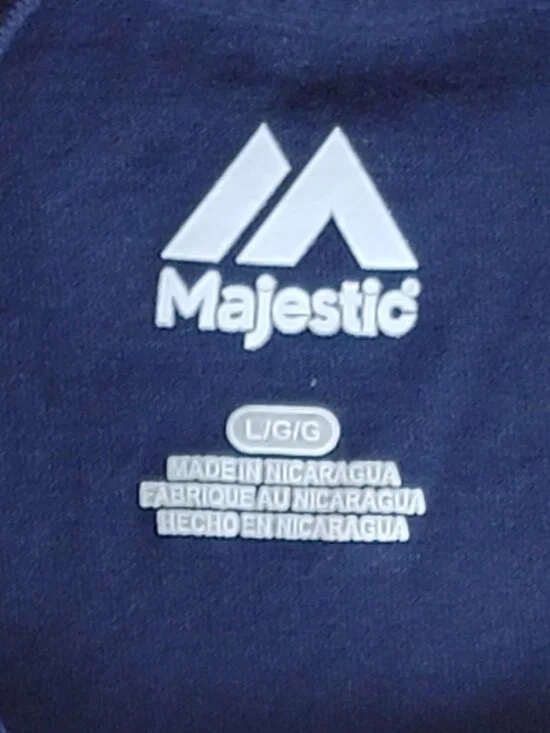 Majestic
L/G/G
MADE IN NICARAGUA
FABRIQUE AU NICARAGUA
HECHO EN NICARAGUA